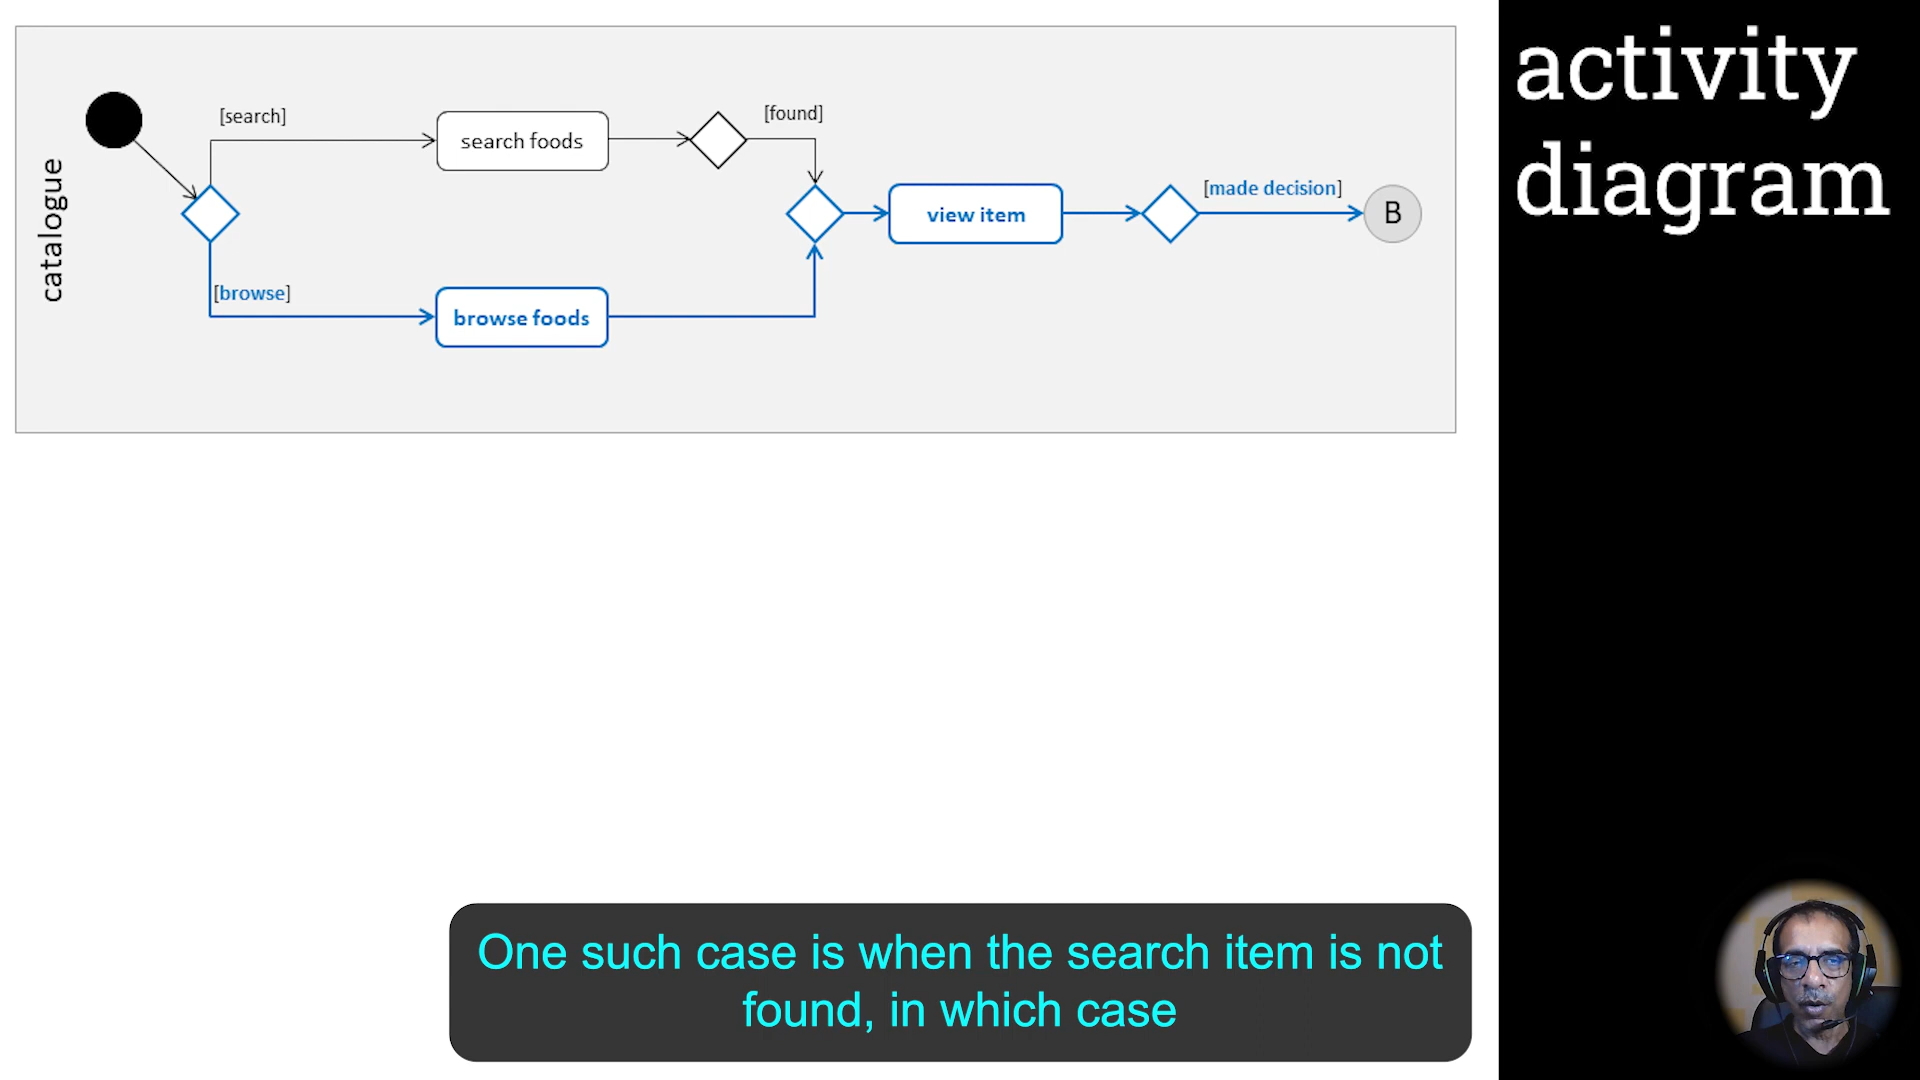 activity
diagram
catalogue
[search]
search foods
[found]
view item
[made decision]
B
[browse]
browse foods
One such case is when the search item is not
found, in which case